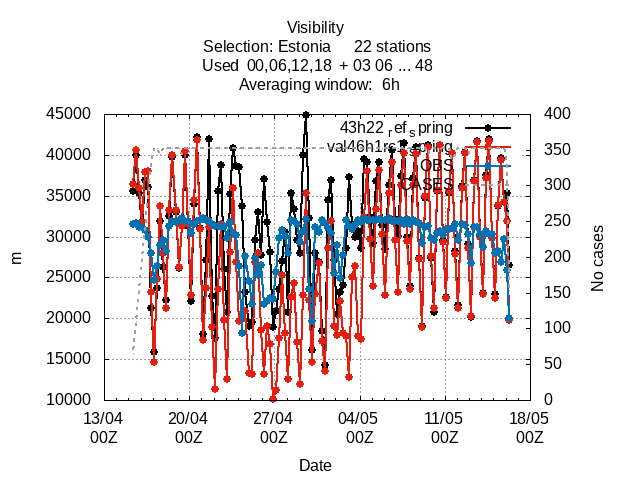 Visibility
Selection: Estonia 22 stations
Used 00,06,12,18 + 03 06 ... 48
Averaging window: 6h
45000
40000
35000
30000
25000
20000
15000
10000
m
400
350
300
250
200
150
100
50
0
No cases
43h22_ref_spring
OBS
CASES
13/04 20/04 27/04 04/05 11/05 18/05
00Z 00Z 00Z 00Z 00Z 00Z
Date